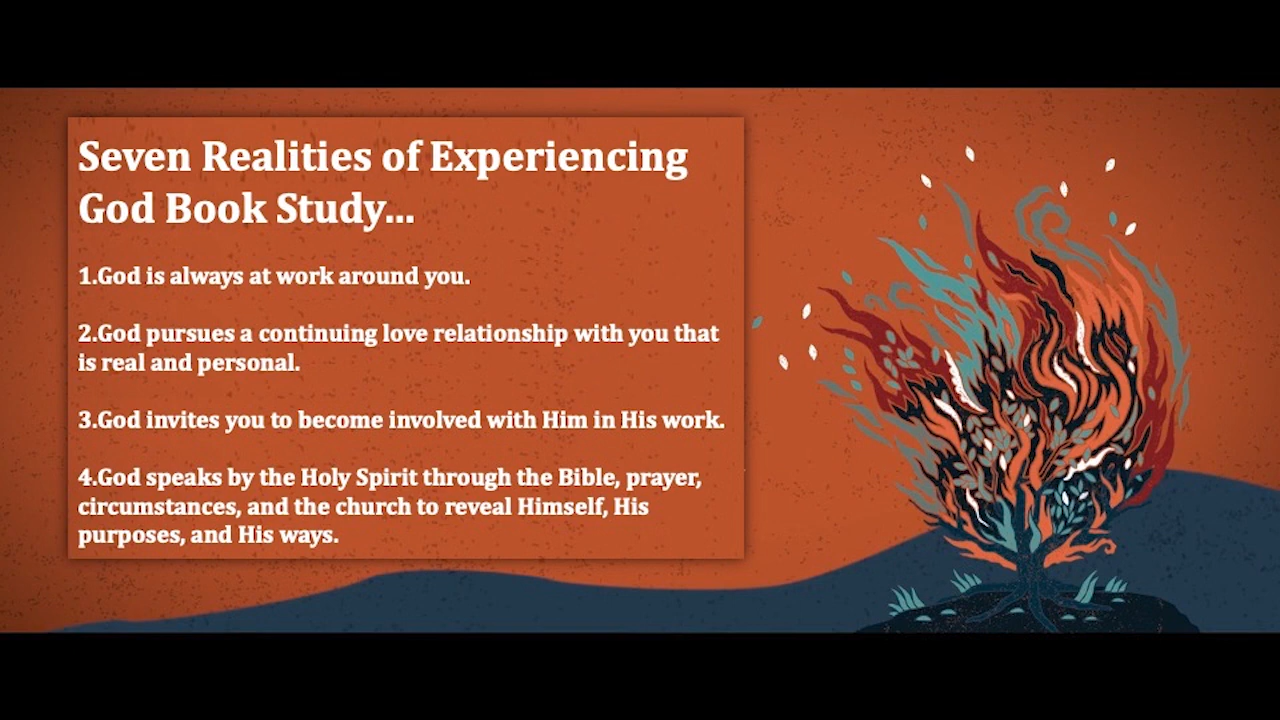 Seven Realities of Experiencing
God Book Study...
1.God is always at work around you.
2.God pursues a continuing love relationship with you that
is real and personal.
3.God invites you to become involved with Him in His work.
4.God speaks by the Holy Spirit through the Bible, prayer,
circumstances, and the church to reveal Himself, His
purposes, and His ways.